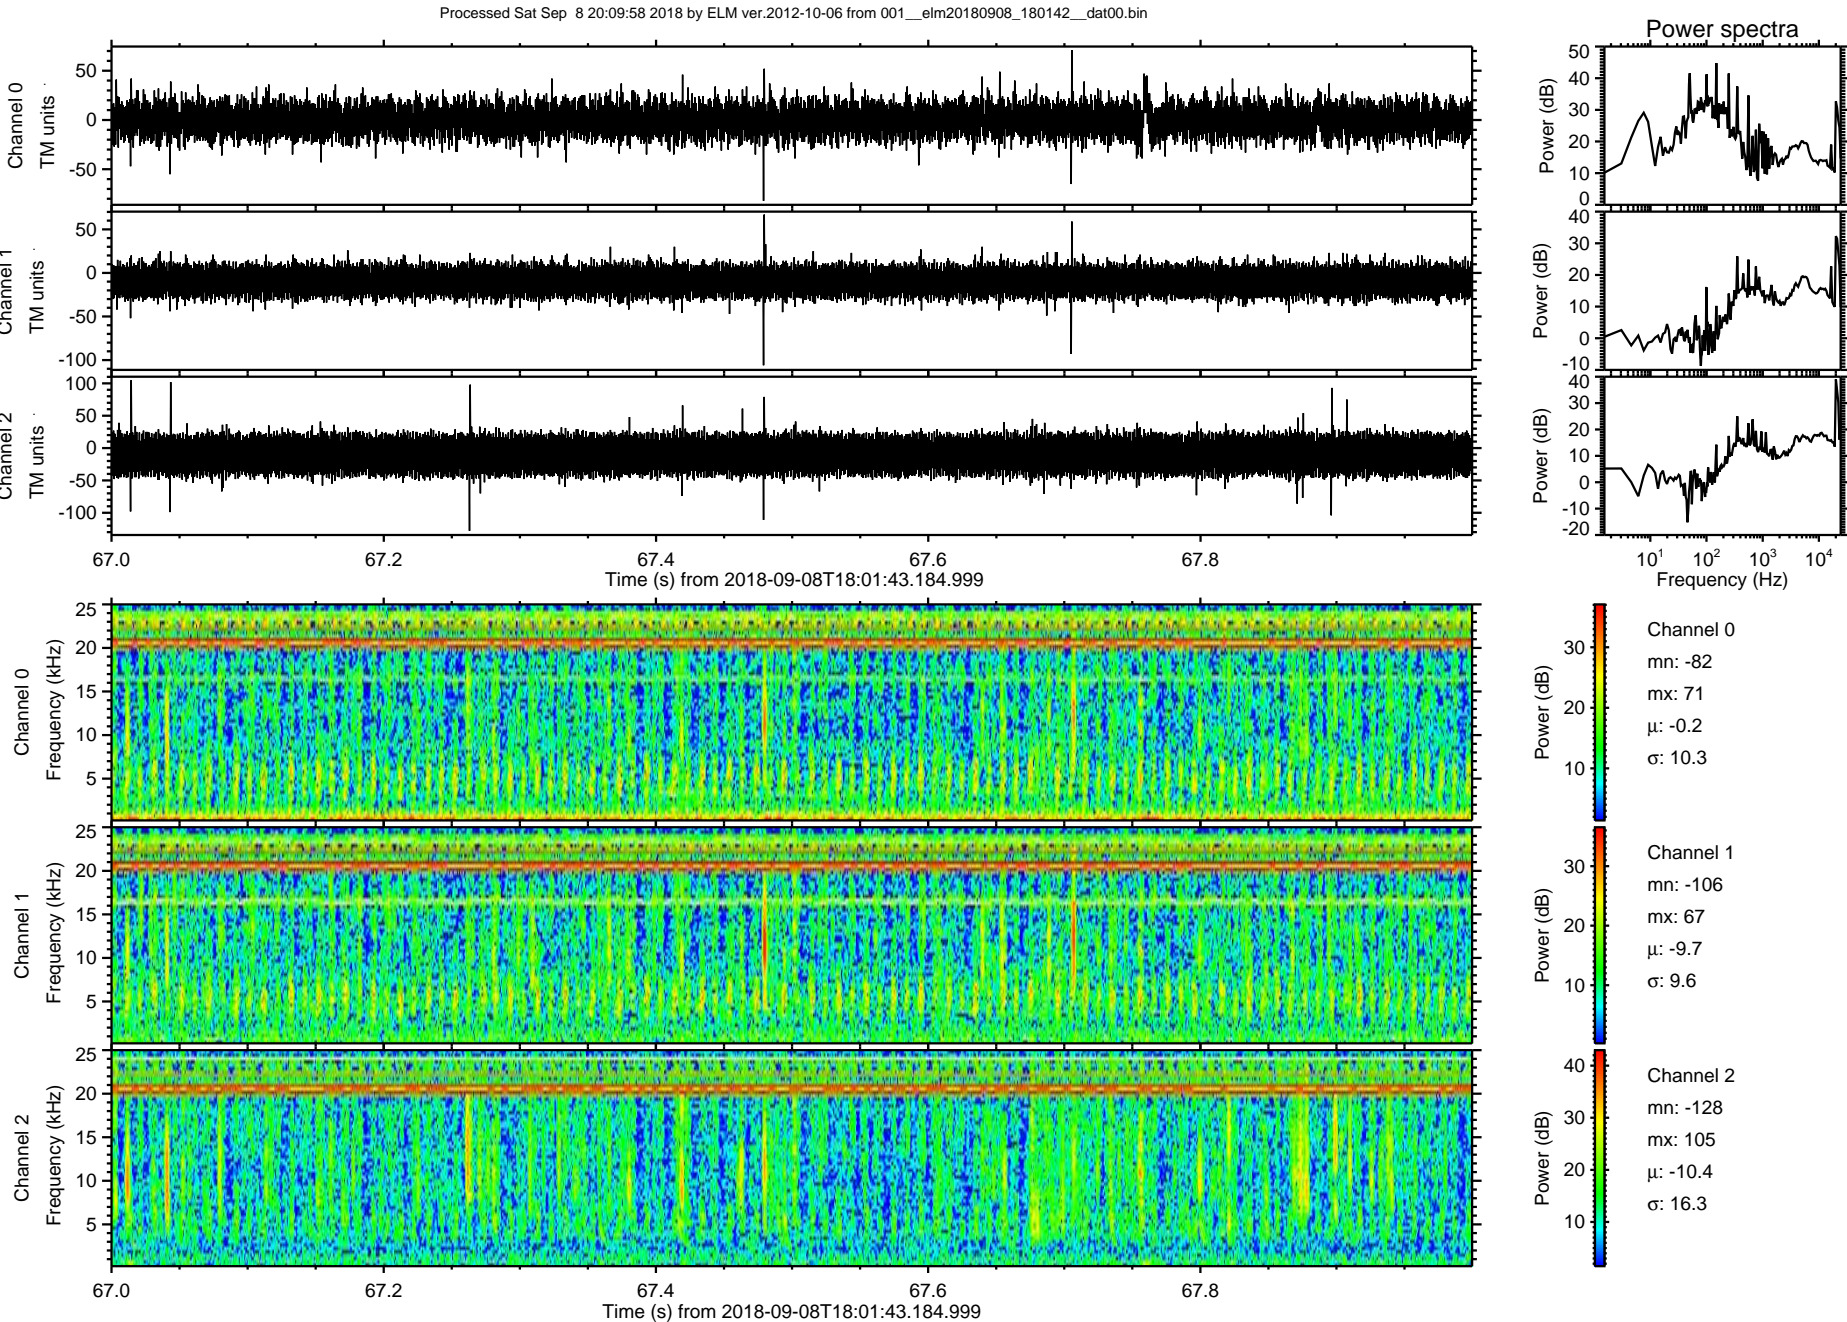 Processed Sat Sep  8 20:09:58 2018 by ELM ver.2012-10-06 from 001__elm20180908_180142__dat00.bin
Power spectra
Channel 0
TM units
50
0
-50
Power (dB)
50
40
30
20
10
0
Channel 1
TM units
50
0
-50
-100
Power (dB)
40
30
20
10
0
-10
Channel 2
TM units
100
50
0
-50
-100
Power (dB)
40
30
20
10
0
-10
-20
67.0 67.2 67.4 67.6 67.8
Time (s) from 2018-09-08T18:01:43.184.999
10¹ 10² 10³ 10⁴
Frequency (Hz)
Channel 0
Frequency (kHz)
25
20
15
10
5
Power (dB)
30
20
10
Channel 0
mn: -82
mx: 71
μ: -0.2
σ: 10.3
Channel 1
Frequency (kHz)
25
20
15
10
5
Power (dB)
30
20
10
Channel 1
mn: -106
mx: 67
μ: -9.7
σ: 9.6
Channel 2
Frequency (kHz)
25
20
15
10
5
Power (dB)
40
30
20
10
Channel 2
mn: -128
mx: 105
μ: -10.4
σ: 16.3
67.0 67.2 67.4 67.6 67.8
Time (s) from 2018-09-08T18:01:43.184.999